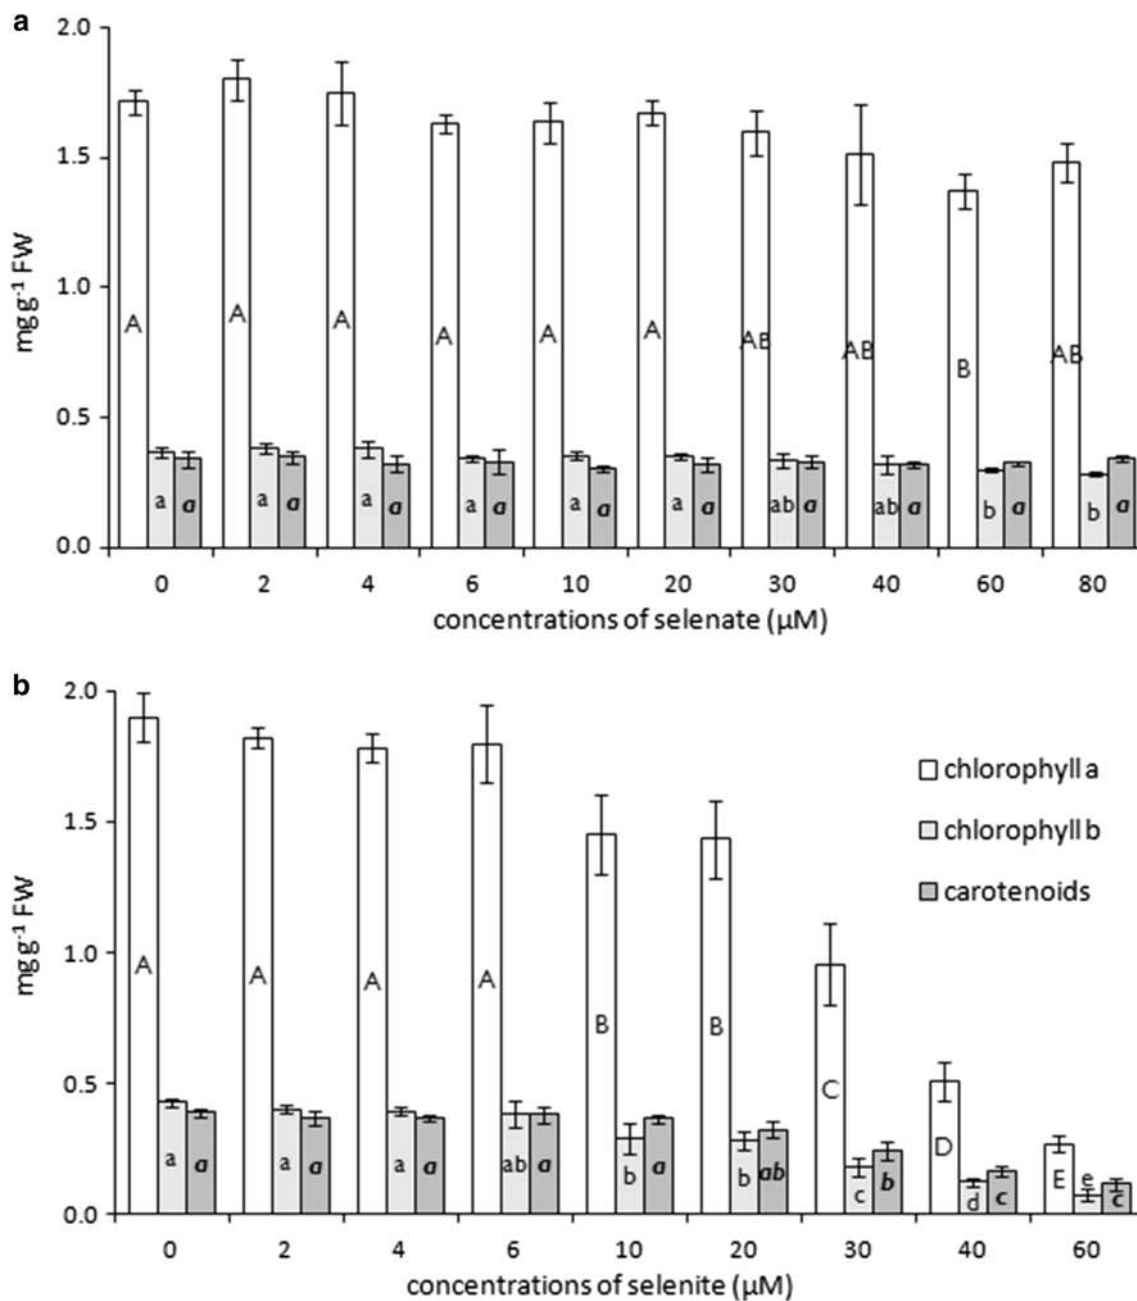 a
2.0
1.5
1.0
0.5
0.0
mg g-1 FW
A A A A A A AB AB B AB
a a a a a a a a a a a a ab a ab a b a b a
0 2 4 6 10 20 30 40 60 80
concentrations of selenate (µM)
b
2.0
1.5
1.0
0.5
0.0
mg g-1 FW
chlorophyll a
chlorophyll b
carotenoids
A A A A B B C D E
a a a a a a ab a b a b ab c b d c e c
0 2 4 6 10 20 30 40 60
concentrations of selenite (µM)